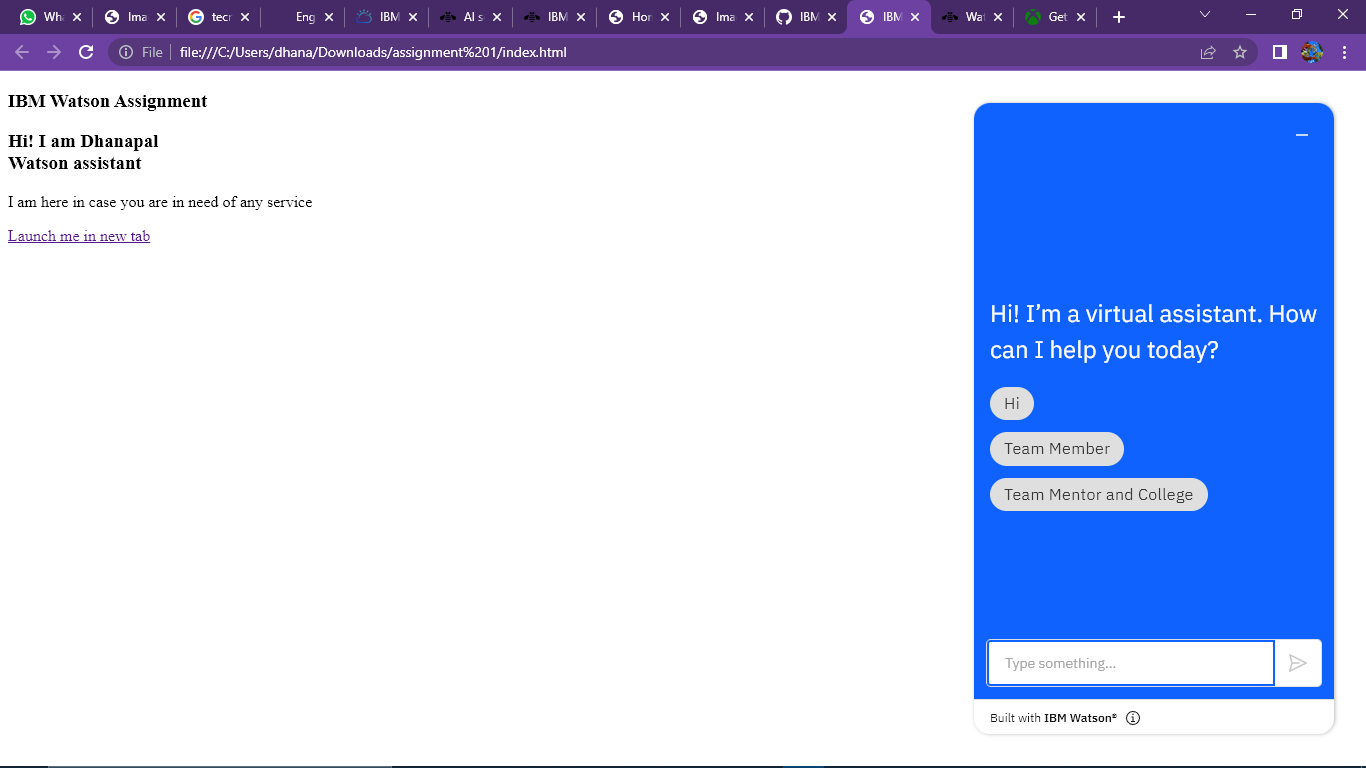 Wha
Ima
tecr
Eng
IBM
AI s
IBM
Hor
Ima
IBM
IBM
Wat
Get
File
file:///C:/Users/dhana/Downloads/assignment%201/index.html
IBM Watson Assignment
Hi! I am Dhanapal
Watson assistant
I am here in case you are in need of any service
Launch me in new tab
Hi! I’m a virtual assistant. How
can I help you today?
Hi
Team Member
Team Mentor and College
Type something...
Built with IBM Watson®